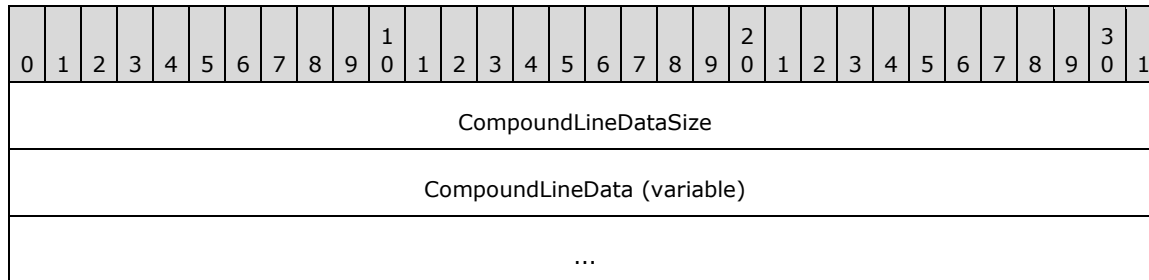 1 2 3
0 1 2 3 4 5 6 7 8 9 0 1 2 3 4 5 6 7 8 9 0 1 2 3 4 5 6 7 8 9 0 1
CompoundLineDataSize
CompoundLineData (variable)
...